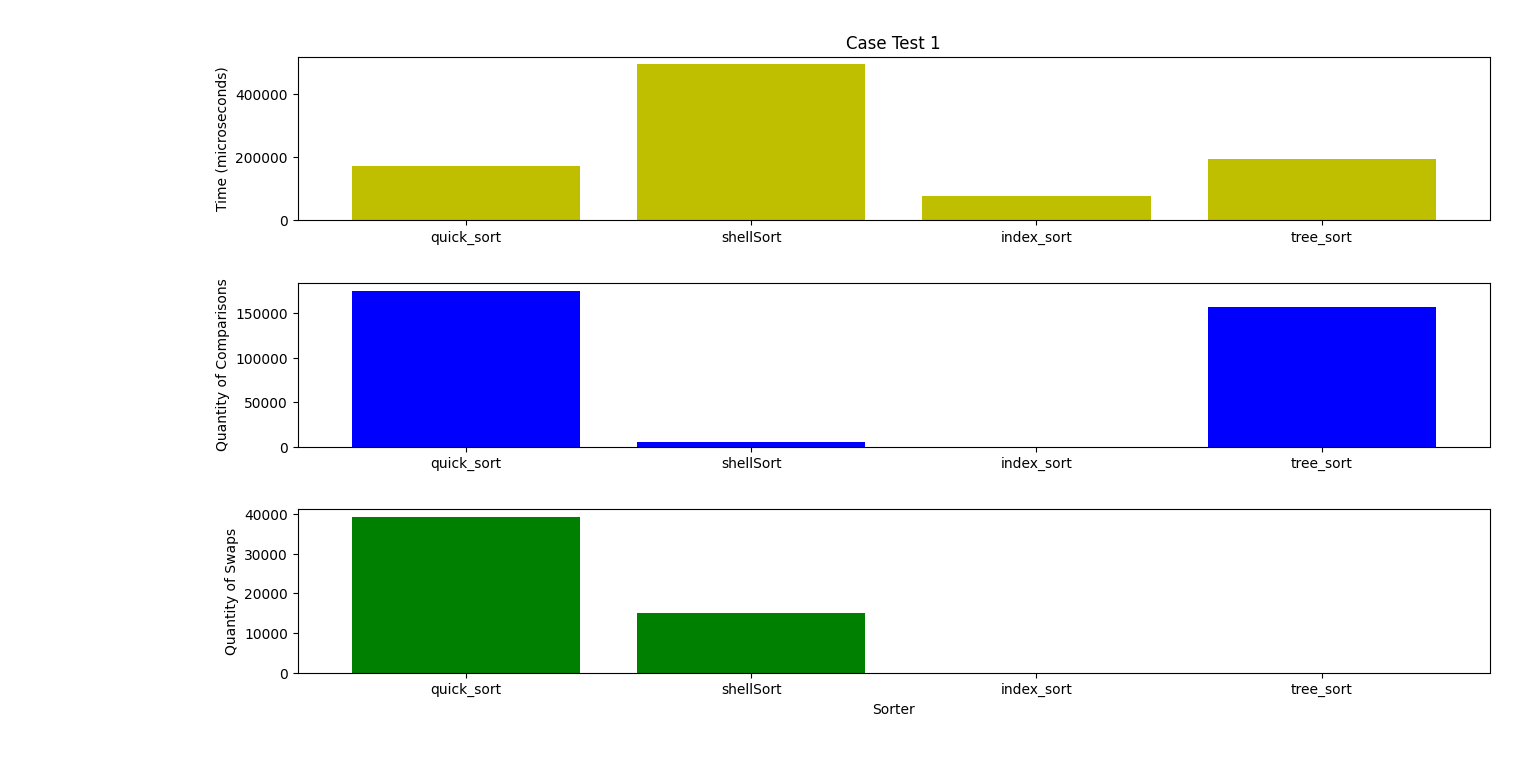 Case Test 1
Time (microseconds)
400000
200000
0
quick_sort
shellSort
index_sort
tree_sort
Quantity of Comparisons
150000
100000
50000
0
quick_sort
shellSort
index_sort
tree_sort
Quantity of Swaps
40000
30000
20000
10000
0
quick_sort
shellSort
index_sort
tree_sort
Sorter